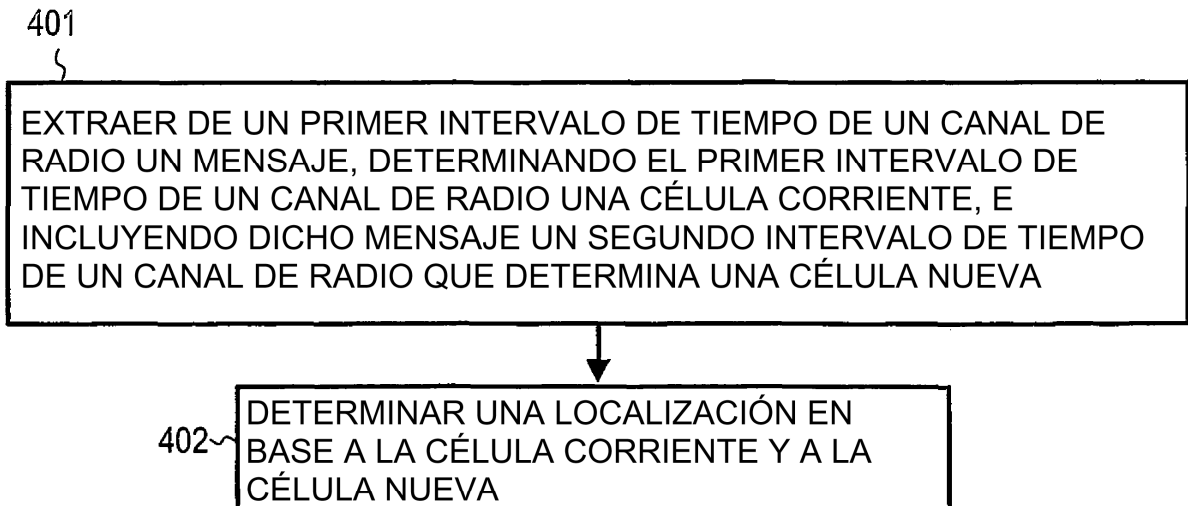 401
EXTRAER DE UN PRIMER INTERVALO DE TIEMPO DE UN CANAL DE
RADIO UN MENSAJE, DETERMINANDO EL PRIMER INTERVALO DE
TIEMPO DE UN CANAL DE RADIO UNA CÉLULA CORRIENTE, E
INCLUYENDO DICHO MENSAJE UN SEGUNDO INTERVALO DE TIEMPO
DE UN CANAL DE RADIO QUE DETERMINA UNA CÉLULA NUEVA
402
DETERMINAR UNA LOCALIZACIÓN EN
BASE A LA CÉLULA CORRIENTE Y A LA
CÉLULA NUEVA